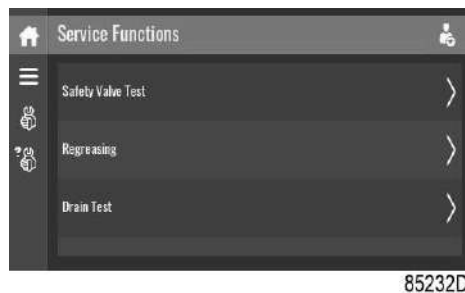 Service Functions
Safety Valve Test
Regreasing
Drain Test
?
85232D